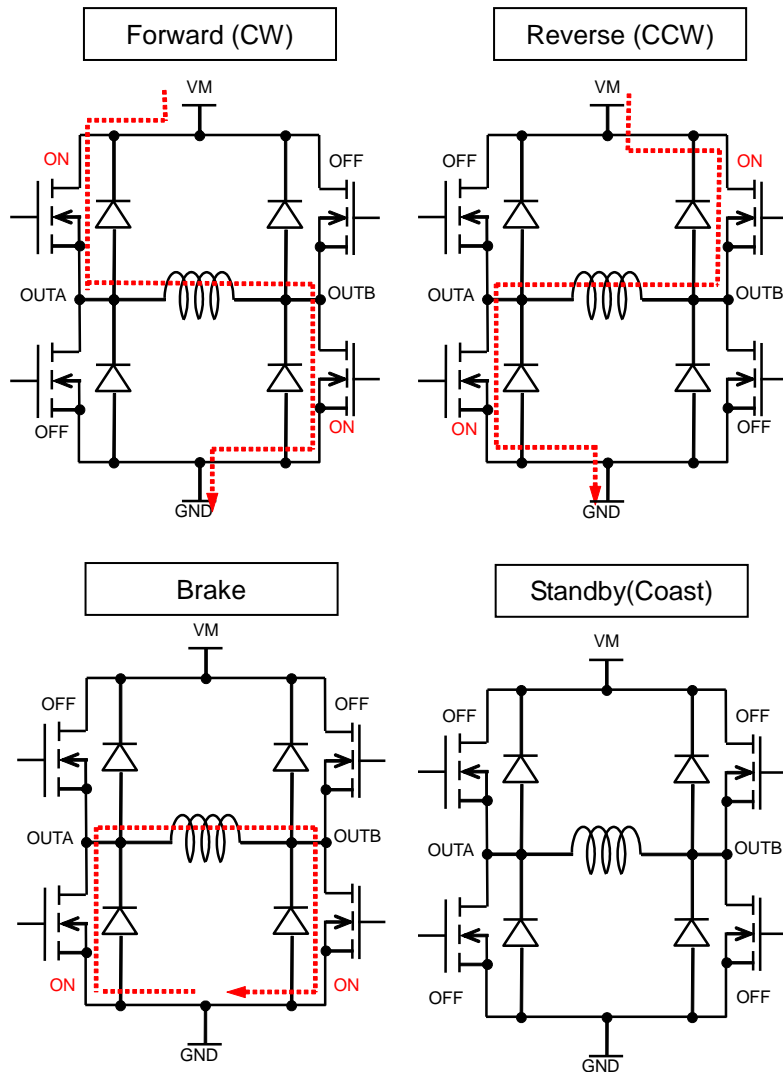 Forward (CW)
VM
ON
OFF
OUTA
OUTB
OFF
ON
GND
Reverse (CCW)
VM
OFF
ON
OUTA
OUTB
ON
OFF
GND
Brake
VM
OFF
OFF
OUTA
OUTB
ON
ON
GND
Standby(Coast)
VM
OFF
OFF
OUTA
OUTB
OFF
OFF
GND